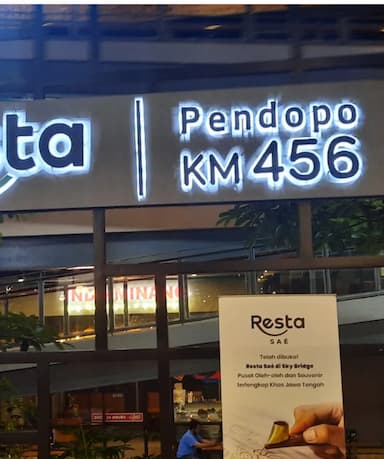 sta
Pendopo
KM 456
Resta
SAE
Telah dibuka!
Resta Saé di Sky Bridge
Pusat Oleh-oleh dan Souvenir
terlengkap Khas Jawa Tengah